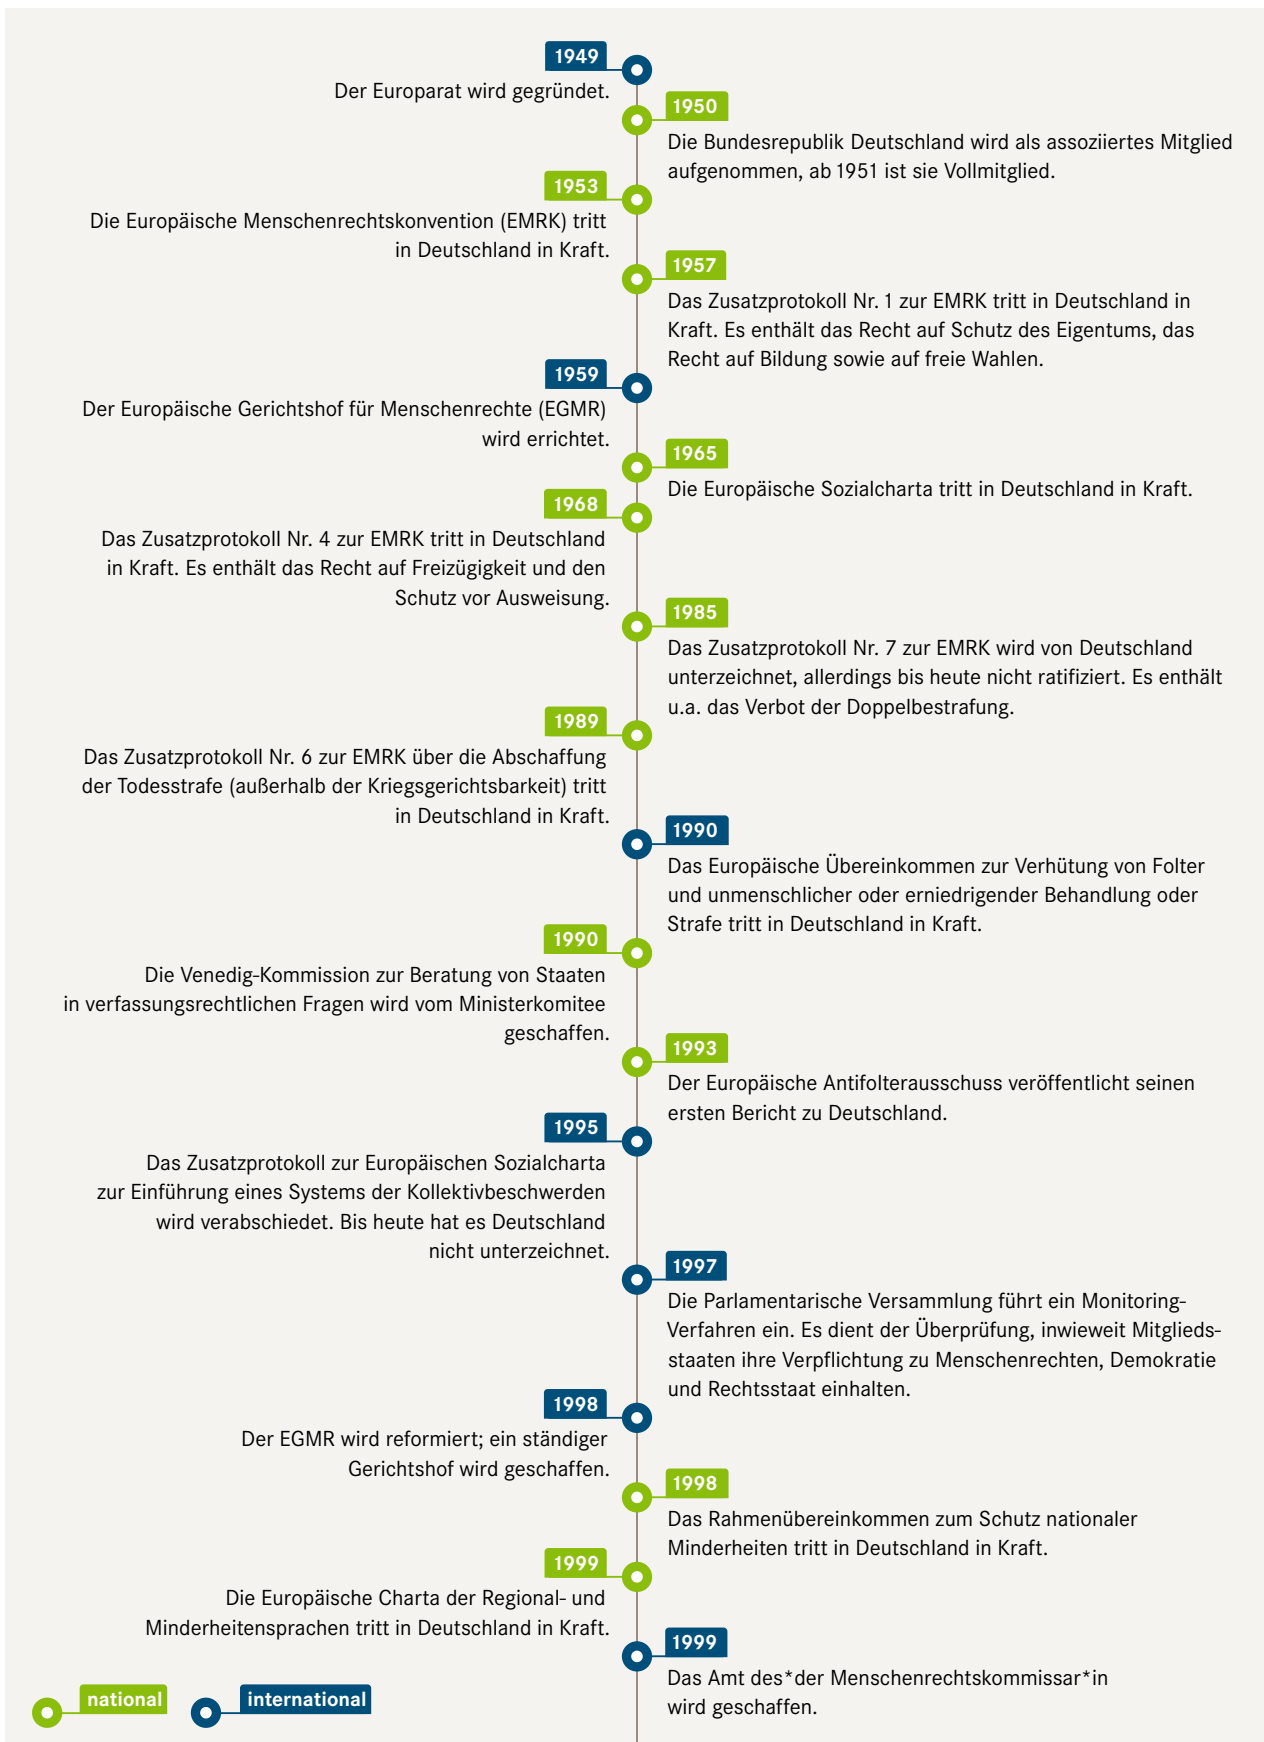 1949
Der Europarat wird gegründet.
1950
Die Bundesrepublik Deutschland wird als assoziiertes Mitglied
aufgenommen, ab 1951 ist sie Vollmitglied.
1953
Die Europäische Menschenrechtskonvention (EMRK) tritt
in Deutschland in Kraft.
1957
Das Zusatzprotokoll Nr. 1 zur EMRK tritt in Deutschland in
Kraft. Es enthält das Recht auf Schutz des Eigentums, das
Recht auf Bildung sowie auf freie Wahlen.
1959
Der Europäische Gerichtshof für Menschenrechte (EGMR)
wird errichtet.
1965
Die Europäische Sozialcharta tritt in Deutschland in Kraft.
1968
Das Zusatzprotokoll Nr. 4 zur EMRK tritt in Deutschland
in Kraft. Es enthält das Recht auf Freizügigkeit und den
Schutz vor Ausweisung.
1985
Das Zusatzprotokoll Nr. 7 zur EMRK wird von Deutschland
unterzeichnet, allerdings bis heute nicht ratifiziert. Es enthält
u.a. das Verbot der Doppelbestrafung.
1989
Das Zusatzprotokoll Nr. 6 zur EMRK über die Abschaffung
der Todesstrafe (außerhalb der Kriegsgerichtsbarkeit) tritt
in Deutschland in Kraft.
1990
Das Europäische Übereinkommen zur Verhütung von Folter
und unmenschlicher oder erniedrigender Behandlung oder
Strafe tritt in Deutschland in Kraft.
1990
Die Venedig-Kommission zur Beratung von Staaten
in verfassungsrechtlichen Fragen wird vom Ministerkomitee
geschaffen.
1993
Der Europäische Antifolterausschuss veröffentlicht seinen
ersten Bericht zu Deutschland.
1995
Das Zusatzprotokoll zur Europäischen Sozialcharta
zur Einführung eines Systems der Kollektivbeschwerden
wird verabschiedet. Bis heute hat es Deutschland
nicht unterzeichnet.
1997
Die Parlamentarische Versammlung führt ein Monitoring-
Verfahren ein. Es dient der Überprüfung, inwieweit Mitglieds-
staaten ihre Verpflichtung zu Menschenrechten, Demokratie
und Rechtsstaat einhalten.
1998
Der EGMR wird reformiert; ein ständiger
Gerichtshof wird geschaffen.
1998
Das Rahmenübereinkommen zum Schutz nationaler
Minderheiten tritt in Deutschland in Kraft.
1999
Die Europäische Charta der Regional- und
Minderheitensprachen tritt in Deutschland in Kraft.
1999
Das Amt des*der Menschenrechtskommissar*in
wird geschaffen.
national
international